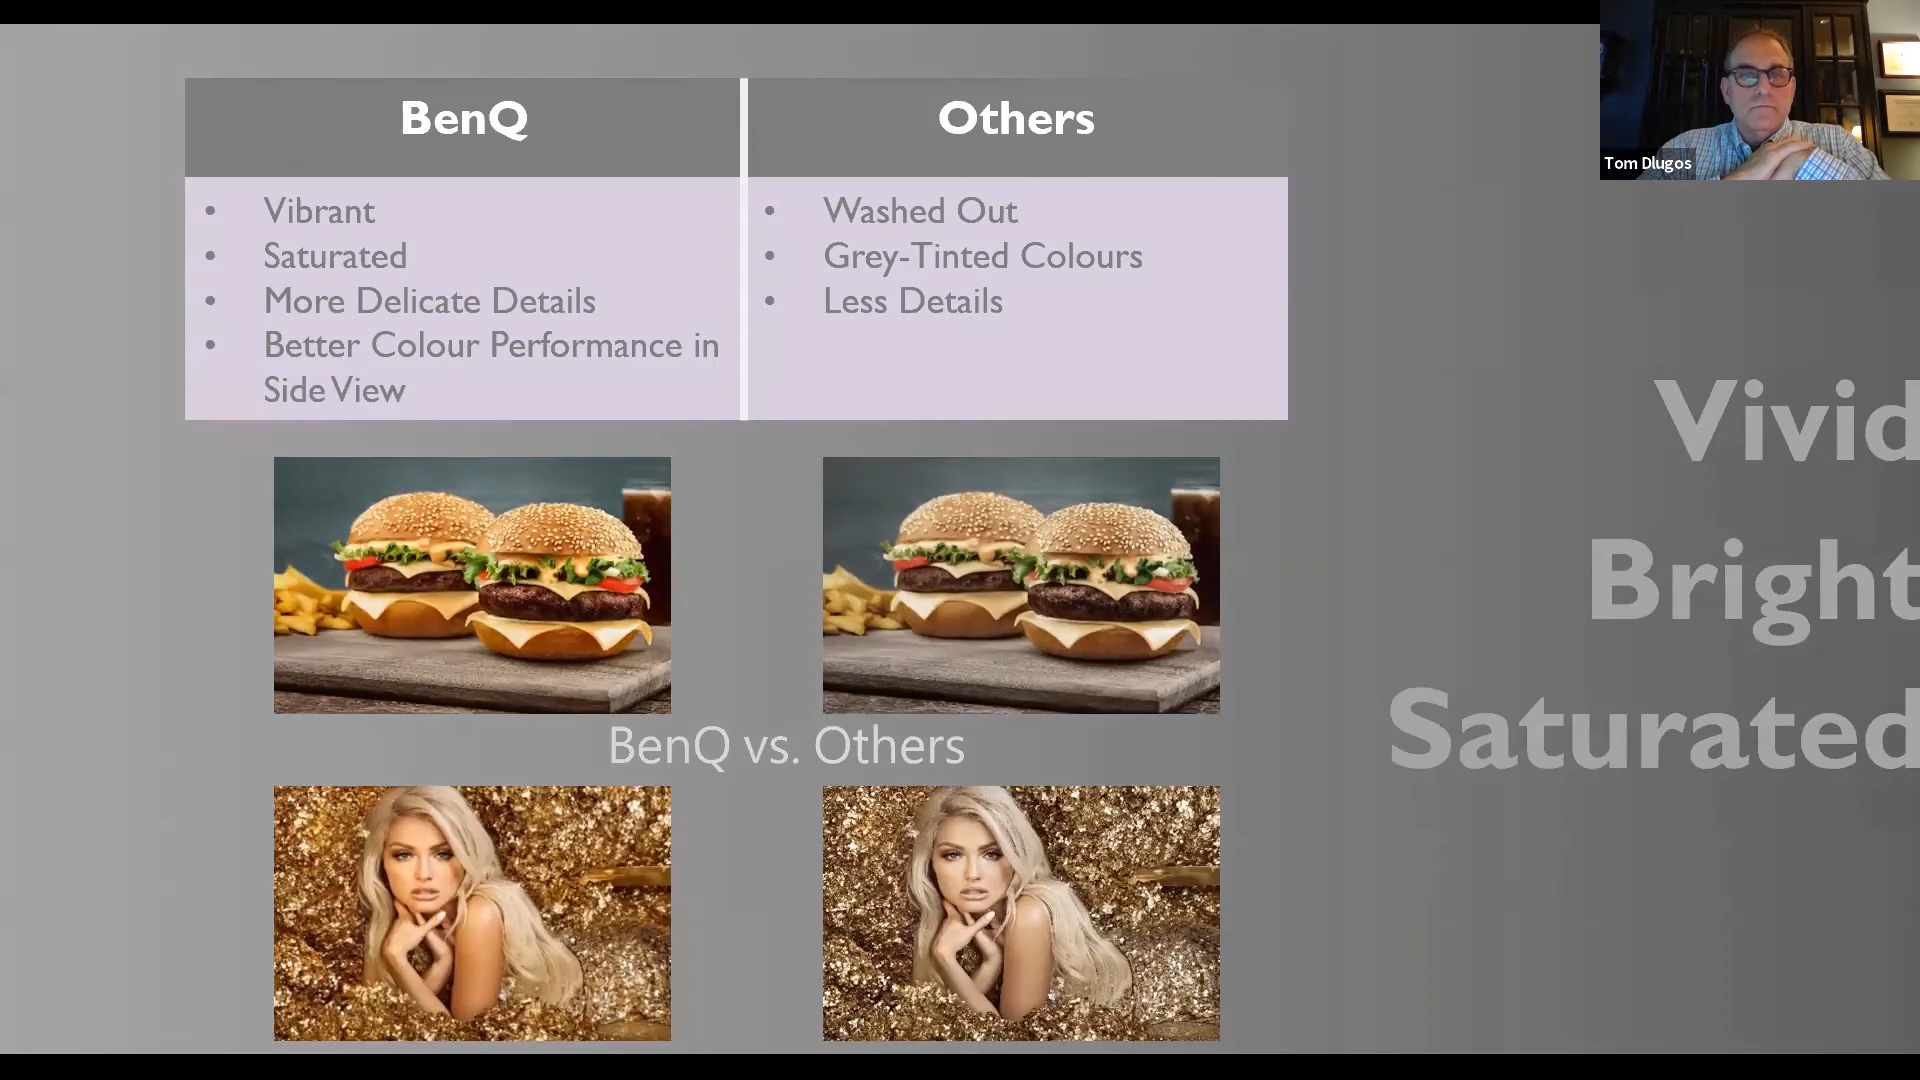 BenQ
Others
• Vibrant
• Saturated
• More Delicate Details
• Better Colour Performance in
Side View
• Washed Out
• Grey-Tinted Colours
• Less Details
BenQ vs. Others
Vivid
Bright
Saturated
Tom Dlugos